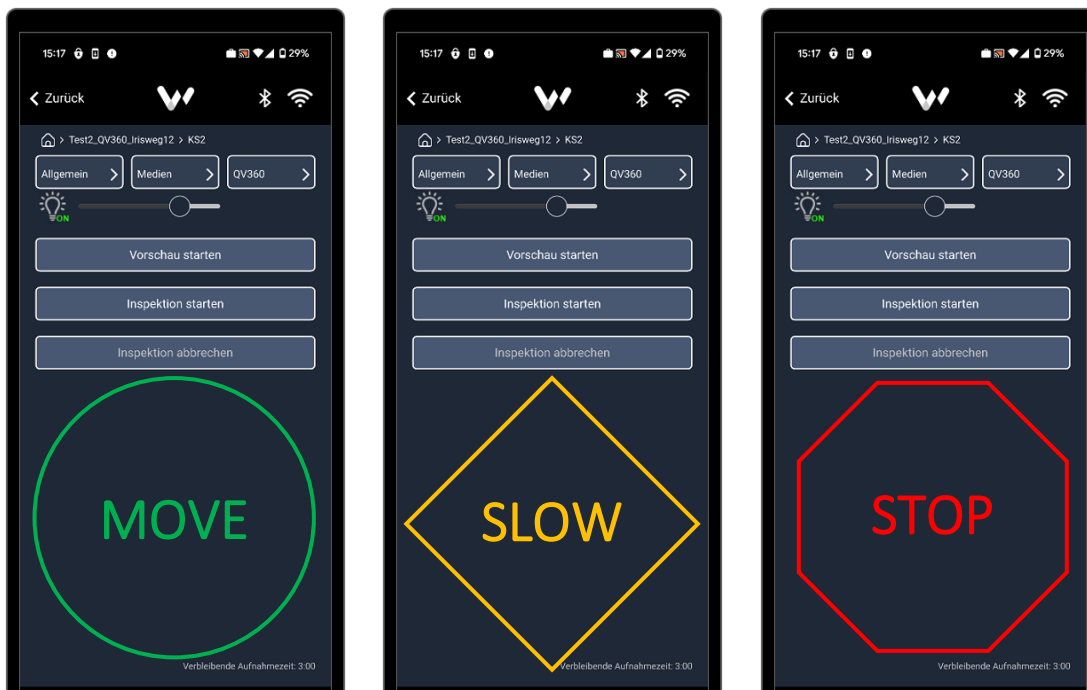 15:17 29%
Zurück
> Test2_QV360_Irisweg12 > KS2
Allgemein > Medien > QV360 >
ON
Vorschau starten
Inspektion starten
Inspektion abbrechen
MOVE
Verbleibende Aufnahmezeit: 3:00
15:17 29%
Zurück
> Test2_QV360_Irisweg12 > KS2
Allgemein > Medien > QV360 >
ON
Vorschau starten
Inspektion starten
Inspektion abbrechen
SLOW
Verbleibende Aufnahmezeit: 3:00
15:17 29%
Zurück
> Test2_QV360_Irisweg12 > KS2
Allgemein > Medien > QV360 >
ON
Vorschau starten
Inspektion starten
Inspektion abbrechen
STOP
Verbleibende Aufnahmezeit: 3:00